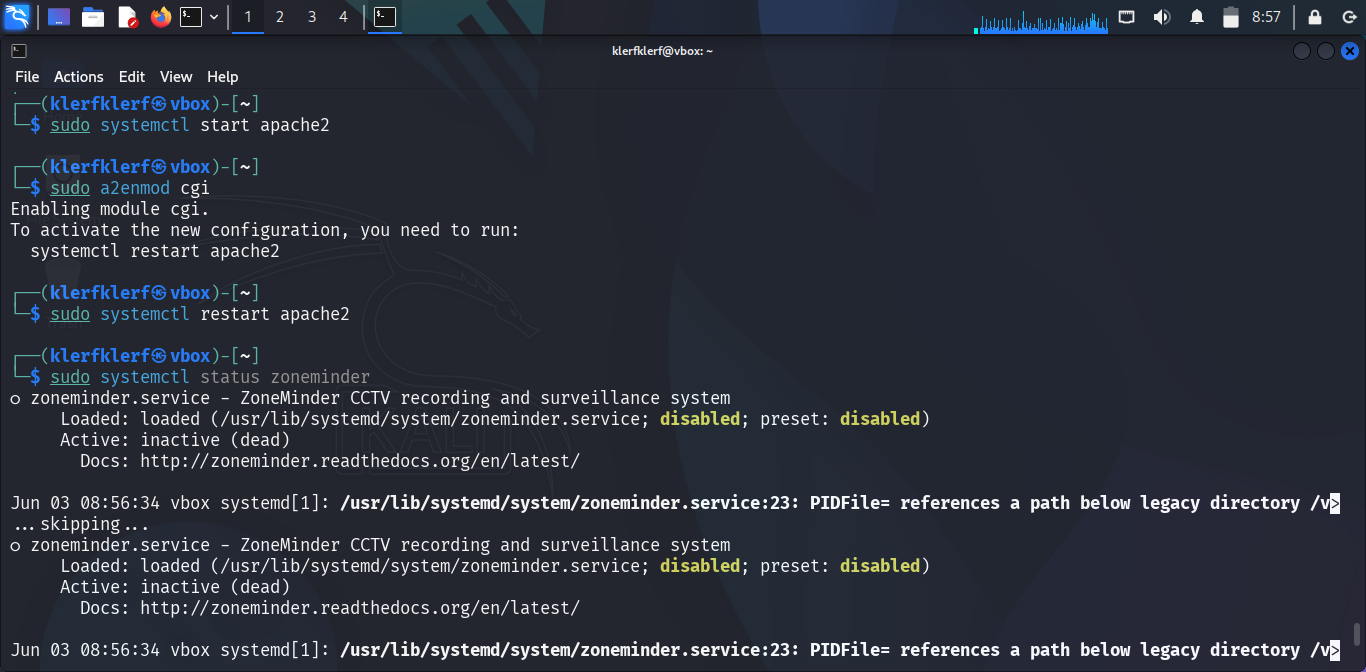 1 2 3 4
8:57
klerfklerf@vbox: ~
File Actions Edit View Help
┌──(klerfklerf㉿vbox)-[~]
└─$ sudo systemctl start apache2
┌──(klerfklerf㉿vbox)-[~]
└─$ sudo a2enmod cgi
Enabling module cgi.
To activate the new configuration, you need to run:
systemctl restart apache2
┌──(klerfklerf㉿vbox)-[~]
└─$ sudo systemctl restart apache2
┌──(klerfklerf㉿vbox)-[~]
└─$ sudo systemctl status zoneminder
○ zoneminder.service - ZoneMinder CCTV recording and surveillance system
Loaded: loaded (/usr/lib/systemd/system/zoneminder.service; disabled; preset: disabled)
Active: inactive (dead)
Docs: http://zoneminder.readthedocs.org/en/latest/
Jun 03 08:56:34 vbox systemd[1]: /usr/lib/systemd/system/zoneminder.service:23: PIDFile= references a path below legacy directory /v>
...skipping...
○ zoneminder.service - ZoneMinder CCTV recording and surveillance system
Loaded: loaded (/usr/lib/systemd/system/zoneminder.service; disabled; preset: disabled)
Active: inactive (dead)
Docs: http://zoneminder.readthedocs.org/en/latest/
Jun 03 08:56:34 vbox systemd[1]: /usr/lib/systemd/system/zoneminder.service:23: PIDFile= references a path below legacy directory /v>